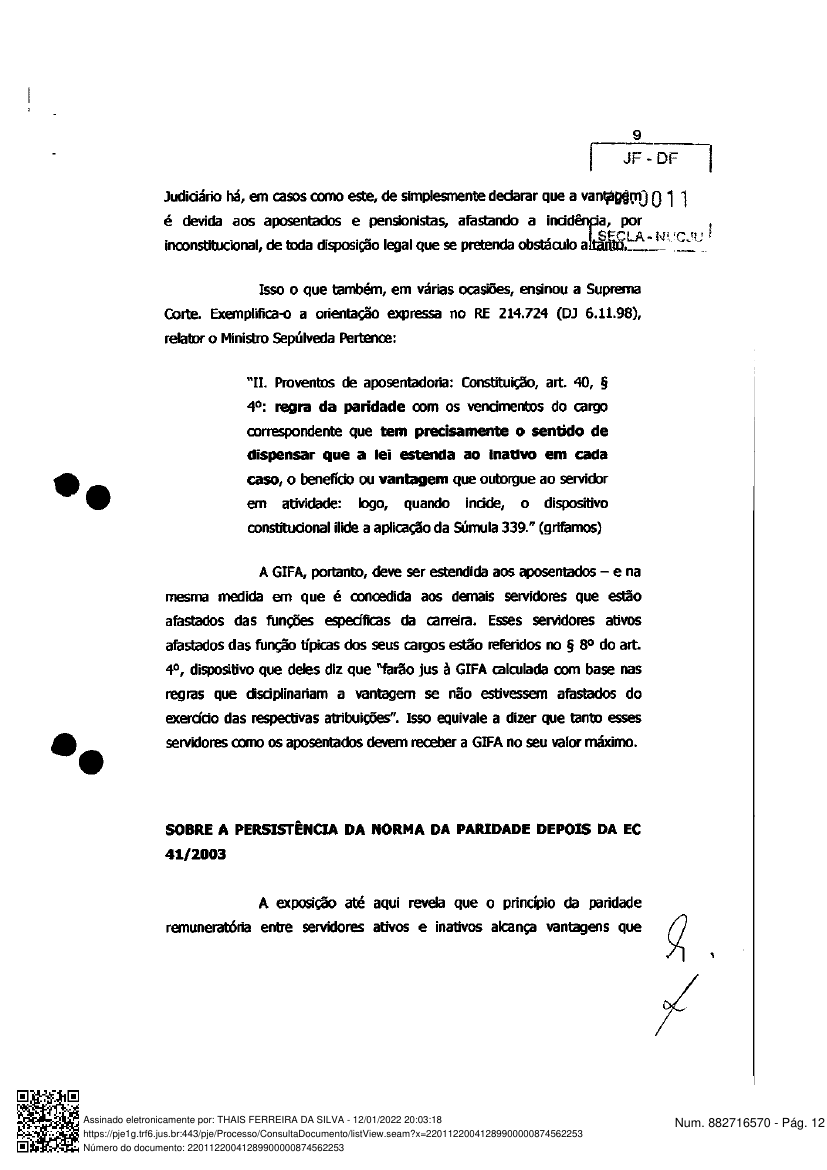 9
JF - DF
Judiciário há, em casos como este, de simplesmente declarar que a vantagem
0011
é devida aos aposentados e pensionistas, afastando a incidência, por
SECLA - NUCJU
inconstitucional, de toda disposição legal que se pretenda obstáculo a tanto.
Isso o que também, em várias ocasiões, ensinou a Suprema
Corte. Exemplifica-o a orientação expressa no RE 214.724 (DJ 6.11.98),
relator o Ministro Sepúlveda Pertence:
"II. Proventos de aposentadoria: Constituição, art. 40, §
4º: regra da paridade com os vencimentos do cargo
correspondente que tem precisamente o sentido de
dispensar que a lei estenda ao inativo em cada
caso, o benefício ou vantagem que outorgue ao servidor
em atividade: logo, quando incide, o dispositivo
constitucional ilide a aplicação da Súmula 339." (grifamos)
A GIFA, portanto, deve ser estendida aos aposentados – e na
mesma medida em que é concedida aos demais servidores que estão
afastados das funções específicas da carreira. Esses servidores ativos
afastados das função típicas dos seus cargos estão referidos no § 8º do art.
4º, dispositivo que deles diz que "farão jus à GIFA calculada com base nas
regras que disciplinariam a vantagem se não estivessem afastados do
exercício das respectivas atribuições". Isso equivale a dizer que tanto esses
servidores como os aposentados devem receber a GIFA no seu valor máximo.
SOBRE A PERSISTÊNCIA DA NORMA DA PARIDADE DEPOIS DA EC
41/2003
A exposição até aqui revela que o princípio da paridade
remuneratória entre servidores ativos e inativos alcança vantagens que
Assinado eletronicamente por: THAIS FERREIRA DA SILVA - 12/01/2022 20:03:18
https://pje1g.trf6.jus.br:443/pje/Processo/ConsultaDocumento/listView.seam?x=22011220041289900000874562253
Número do documento: 22011220041289900000874562253
Num. 882716570 - Pág. 12